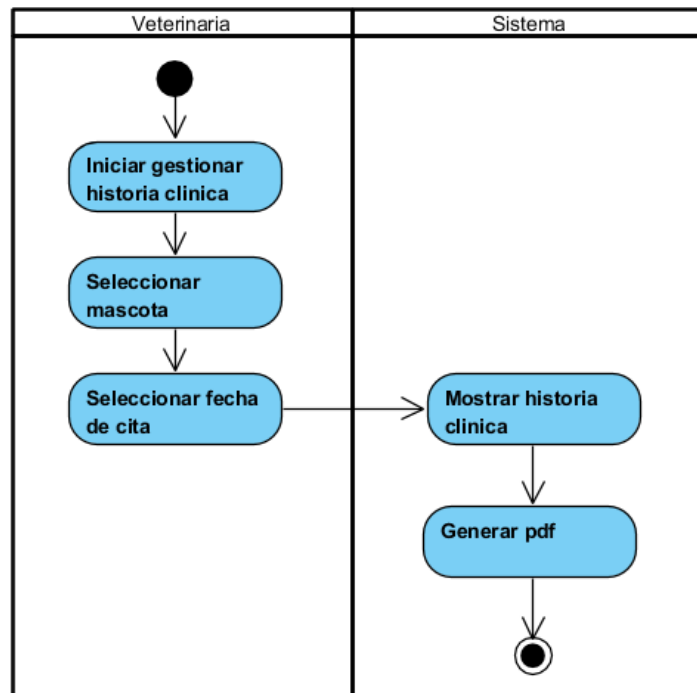 Veterinaria
Sistema
Iniciar gestionar
historia clinica
Seleccionar
mascota
Seleccionar fecha
de cita
Mostrar historia
clinica
Generar pdf